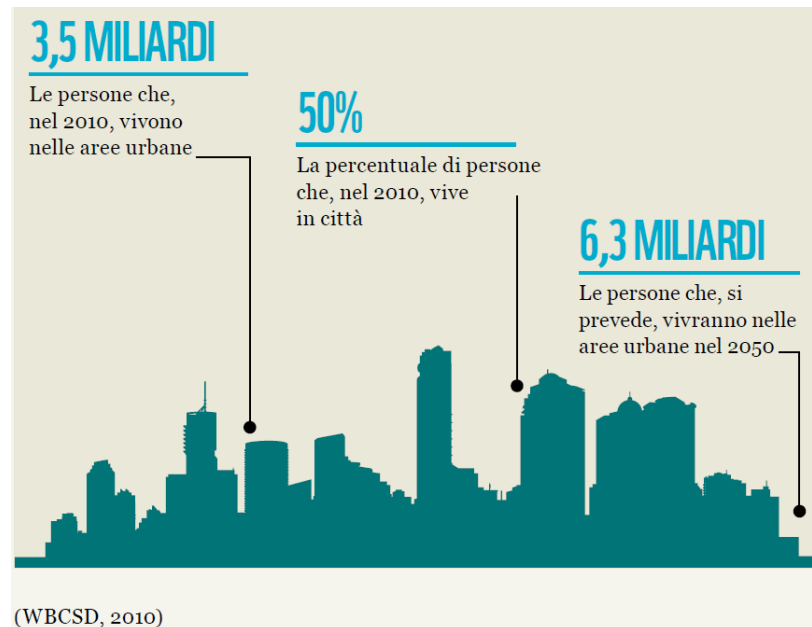 3,5 MILIARDI
Le persone che,
nel 2010, vivono
nelle aree urbane
50%
La percentuale di persone
che, nel 2010, vive
in città
6,3 MILIARDI
Le persone che, si
prevede, vivranno nelle
aree urbane nel 2050
(WBCSD, 2010)